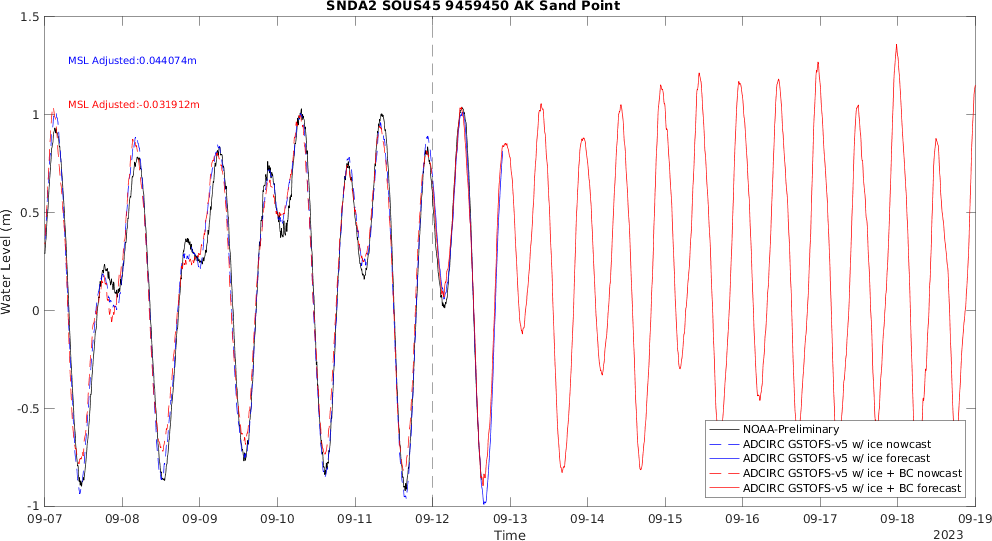 SNDA2 SOUS45 9459450 AK Sand Point
1.5
MSL Adjusted:0.044074m
MSL Adjusted:-0.031912m
1
0.5
Water Level (m)
0
-0.5
-1
NOAA-Preliminary
ADCIRC GSTOFS-v5 w/ ice nowcast
ADCIRC GSTOFS-v5 w/ ice forecast
ADCIRC GSTOFS-v5 w/ ice + BC nowcast
ADCIRC GSTOFS-v5 w/ ice + BC forecast
09-07 09-08 09-09 09-10 09-11 09-12 09-13 09-14 09-15 09-16 09-17 09-18 09-19
Time
2023